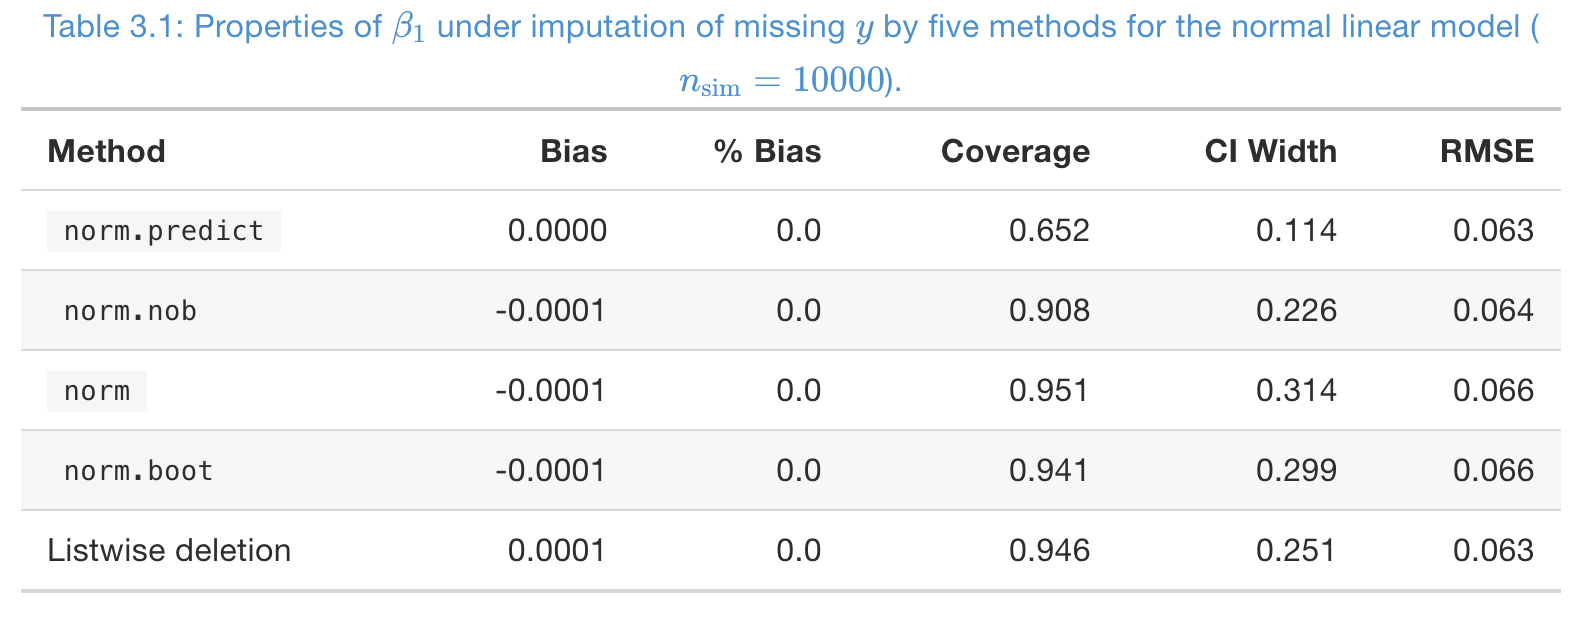 Table 3.1: Properties of β₁ under imputation of missing y by five methods for the normal linear model (
n_sim = 10000).
Method Bias % Bias Coverage CI Width RMSE
norm.predict 0.0000 0.0 0.652 0.114 0.063
norm.nob -0.0001 0.0 0.908 0.226 0.064
norm -0.0001 0.0 0.951 0.314 0.066
norm.boot -0.0001 0.0 0.941 0.299 0.066
Listwise deletion 0.0001 0.0 0.946 0.251 0.063